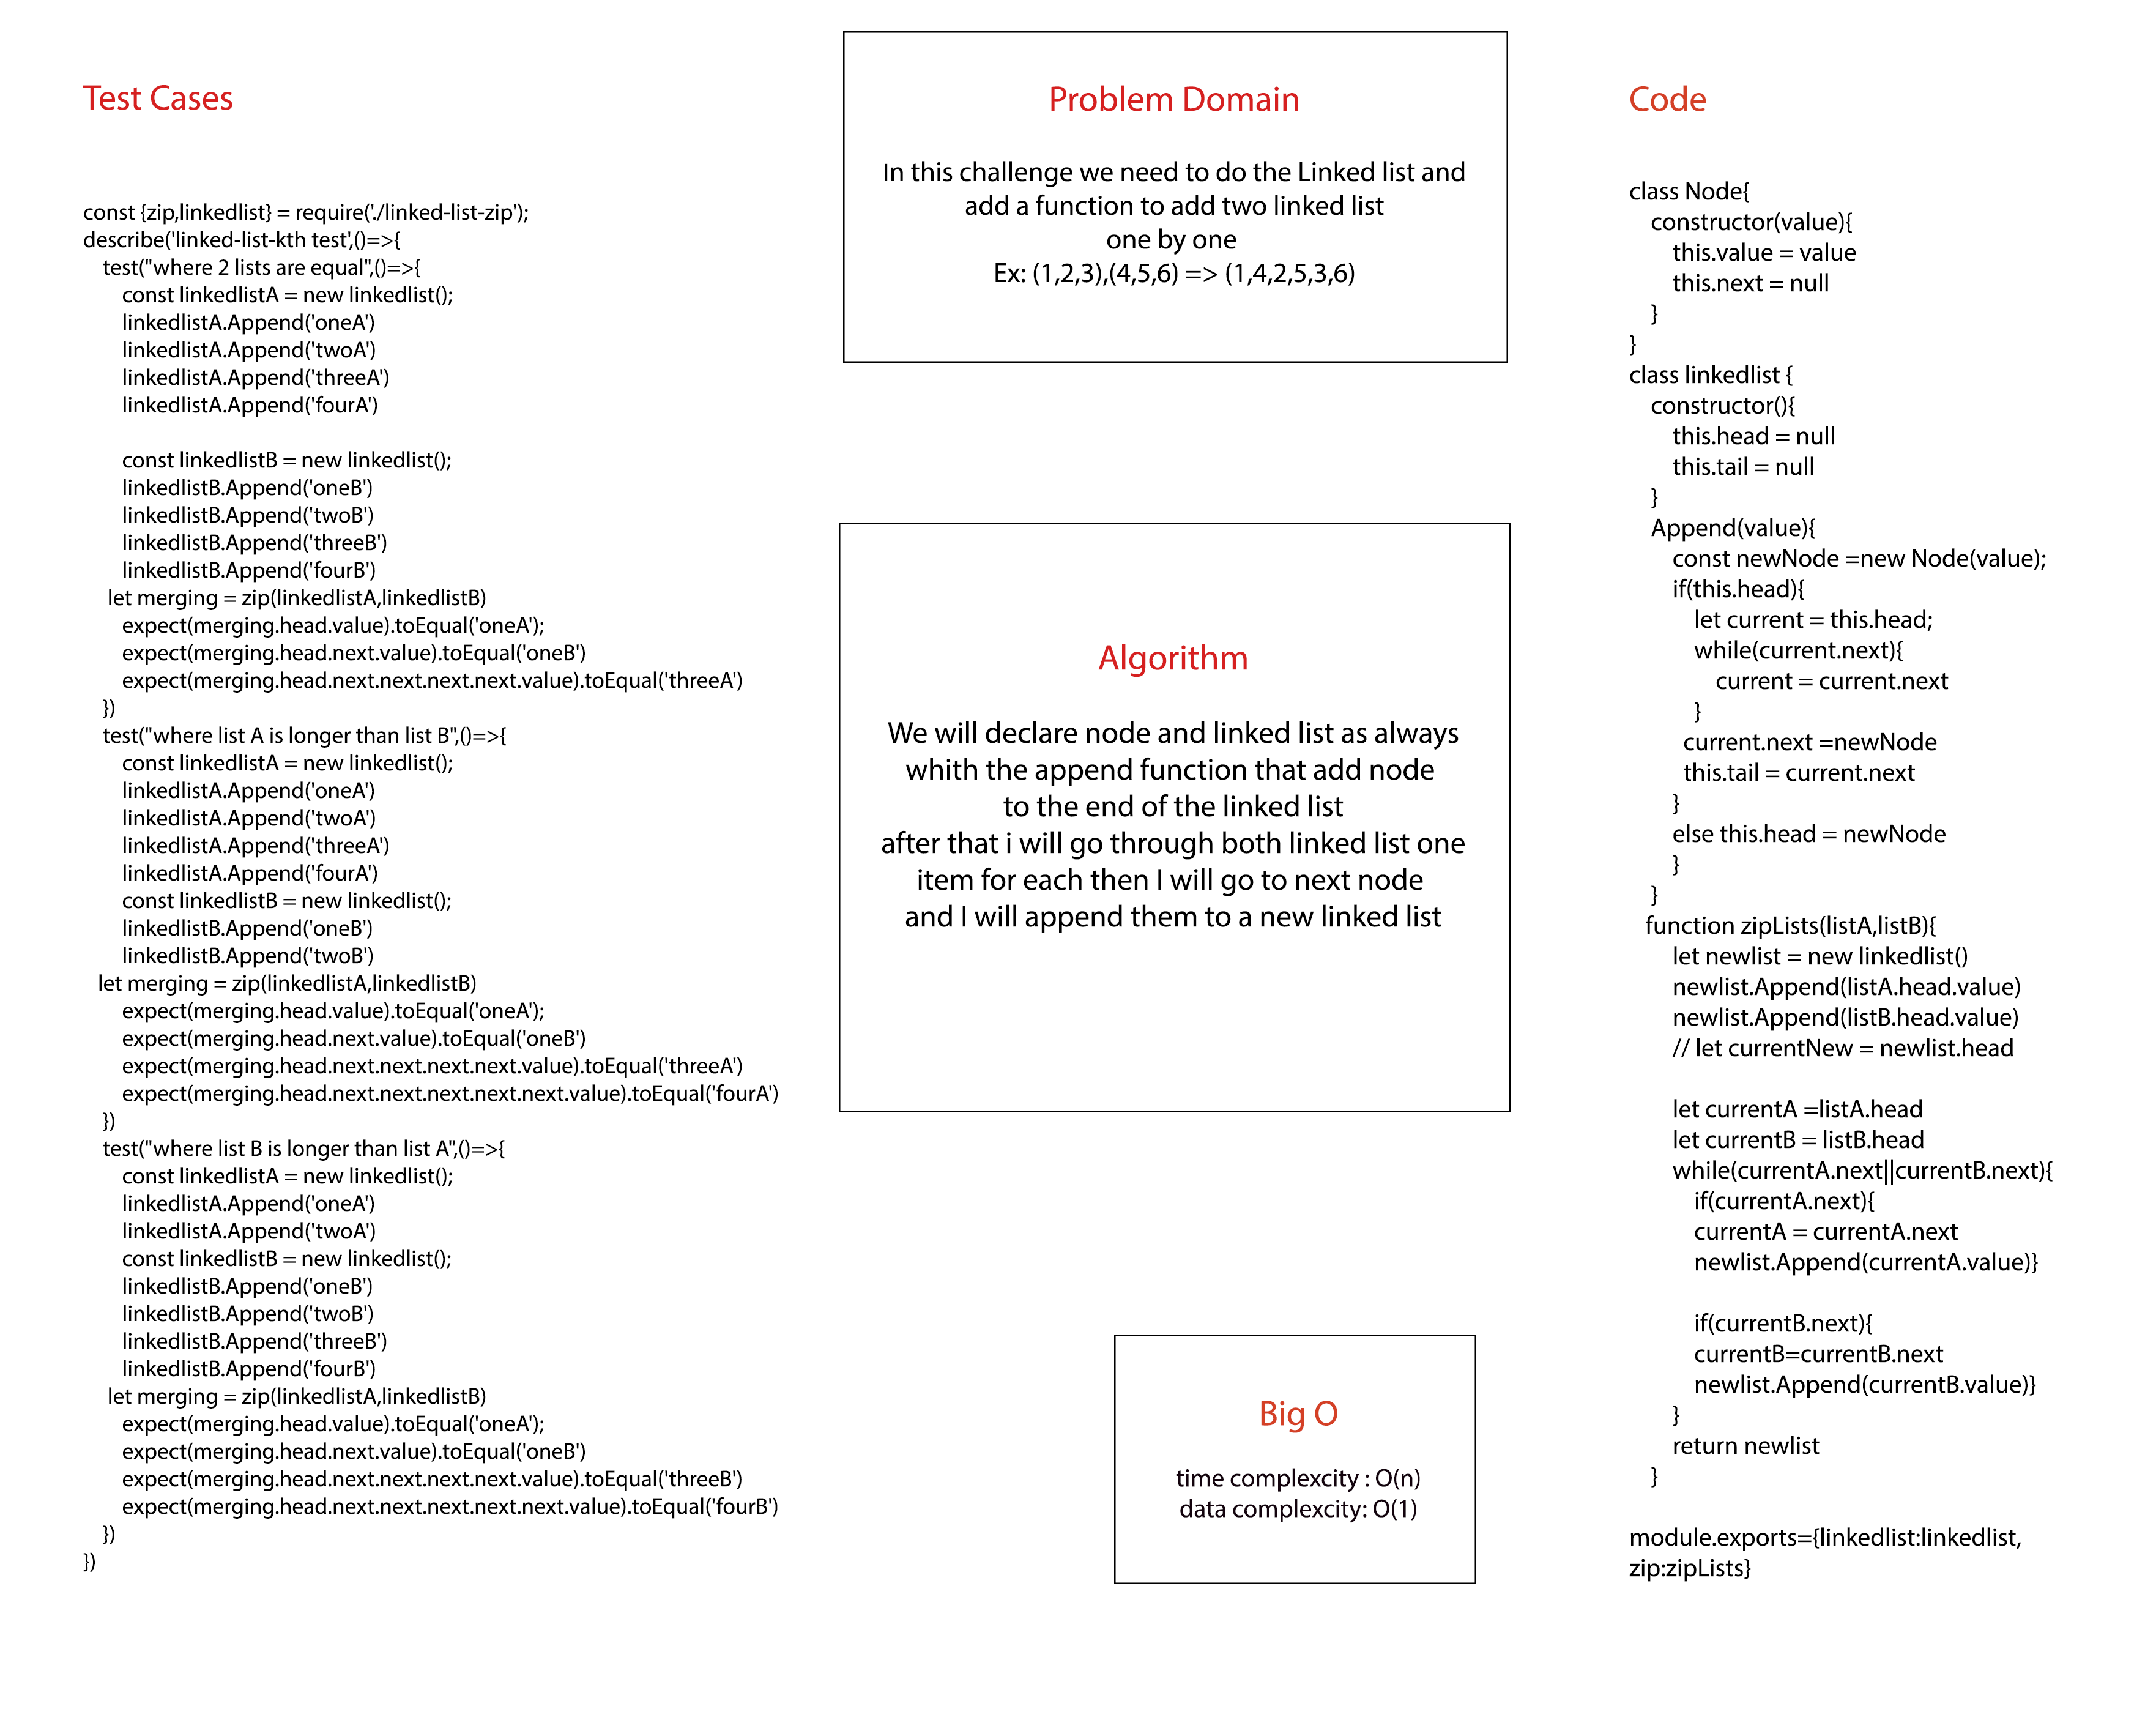 Test Cases
const {zip,linkedlist} = require('./linked-list-zip');
describe('linked-list-kth test',()=>{
test("where 2 lists are equal",()=>{
const linkedlistA = new linkedlist();
linkedlistA.Append('oneA')
linkedlistA.Append('twoA')
linkedlistA.Append('threeA')
linkedlistA.Append('fourA')
const linkedlistB = new linkedlist();
linkedlistB.Append('oneB')
linkedlistB.Append('twoB')
linkedlistB.Append('threeB')
linkedlistB.Append('fourB')
let merging = zip(linkedlistA,linkedlistB)
expect(merging.head.value).toEqual('oneA');
expect(merging.head.next.value).toEqual('oneB')
expect(merging.head.next.next.next.next.value).toEqual('threeA')
})
test("where list A is longer than list B",()=>{
const linkedlistA = new linkedlist();
linkedlistA.Append('oneA')
linkedlistA.Append('twoA')
linkedlistA.Append('threeA')
linkedlistA.Append('fourA')
const linkedlistB = new linkedlist();
linkedlistB.Append('oneB')
linkedlistB.Append('twoB')
let merging = zip(linkedlistA,linkedlistB)
expect(merging.head.value).toEqual('oneA');
expect(merging.head.next.value).toEqual('oneB')
expect(merging.head.next.next.next.next.value).toEqual('threeA')
expect(merging.head.next.next.next.next.next.value).toEqual('fourA')
})
test("where list B is longer than list A",()=>{
const linkedlistA = new linkedlist();
linkedlistA.Append('oneA')
linkedlistA.Append('twoA')
const linkedlistB = new linkedlist();
linkedlistB.Append('oneB')
linkedlistB.Append('twoB')
linkedlistB.Append('threeB')
linkedlistB.Append('fourB')
let merging = zip(linkedlistA,linkedlistB)
expect(merging.head.value).toEqual('oneA');
expect(merging.head.next.value).toEqual('oneB')
expect(merging.head.next.next.next.next.value).toEqual('threeB')
expect(merging.head.next.next.next.next.next.value).toEqual('fourB')
})
})
Problem Domain
In this challenge we need to do the Linked list and
add a function to add two linked list
one by one
Ex: (1,2,3),(4,5,6) => (1,4,2,5,3,6)
Algorithm
We will declare node and linked list as always
whith the append function that add node
to the end of the linked list
after that i will go through both linked list one
item for each then I will go to next node
and I will append them to a new linked list
Big O
time complexcity : O(n)
data complexcity: O(1)
Code
class Node{
constructor(value){
this.value = value
this.next = null
}
}
class linkedlist {
constructor(){
this.head = null
this.tail = null
}
Append(value){
const newNode =new Node(value);
if(this.head){
let current = this.head;
while(current.next){
current = current.next
}
current.next =newNode
this.tail = current.next
}
else this.head = newNode
}
}
function zipLists(listA,listB){
let newlist = new linkedlist()
newlist.Append(listA.head.value)
newlist.Append(listB.head.value)
// let currentNew = newlist.head
let currentA =listA.head
let currentB = listB.head
while(currentA.next||currentB.next){
if(currentA.next){
currentA = currentA.next
newlist.Append(currentA.value)}
if(currentB.next){
currentB=currentB.next
newlist.Append(currentB.value)}
}
return newlist
}
module.exports={linkedlist:linkedlist,
zip:zipLists}